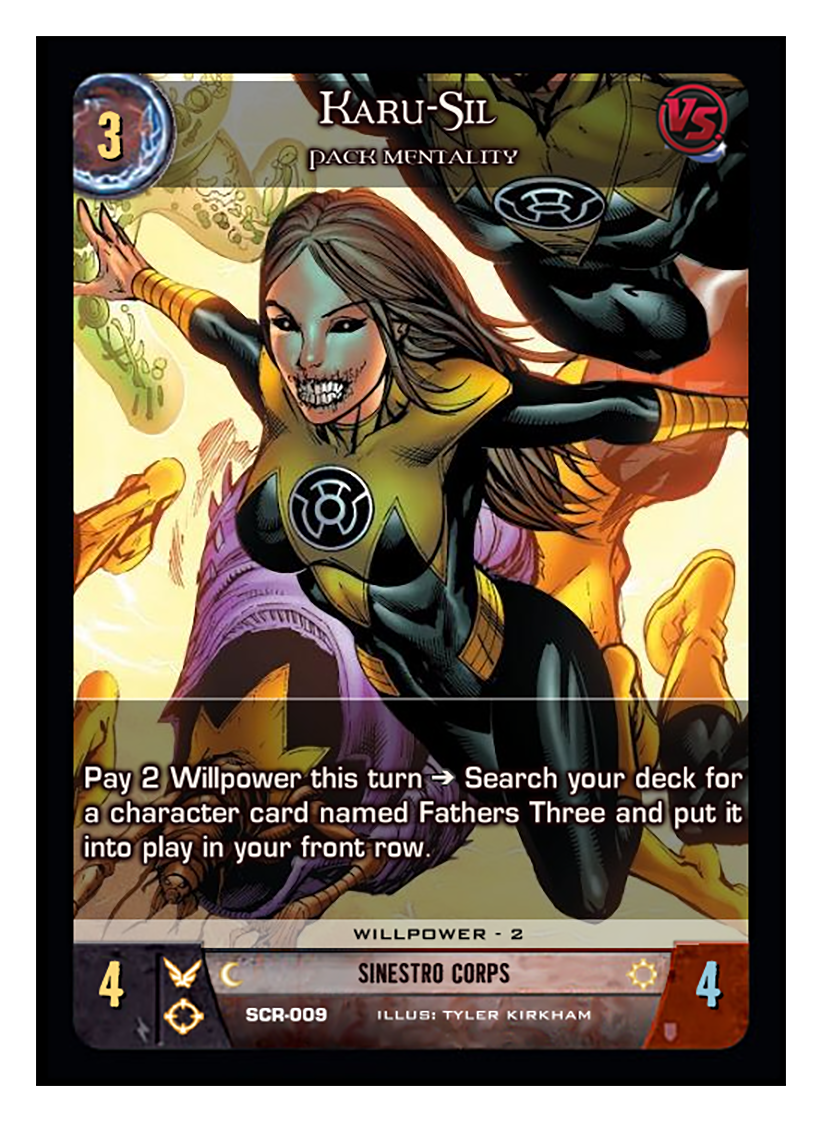 3
KARU-SIL
VS.
PACK MENTALITY
Pay 2 Willpower this turn → Search your deck for
a character card named Fathers Three and put it
into play in your front row.
WILLPOWER - 2
4
SINESTRO CORPS
4
SCR-009 ILLUS: TYLER KIRKHAM